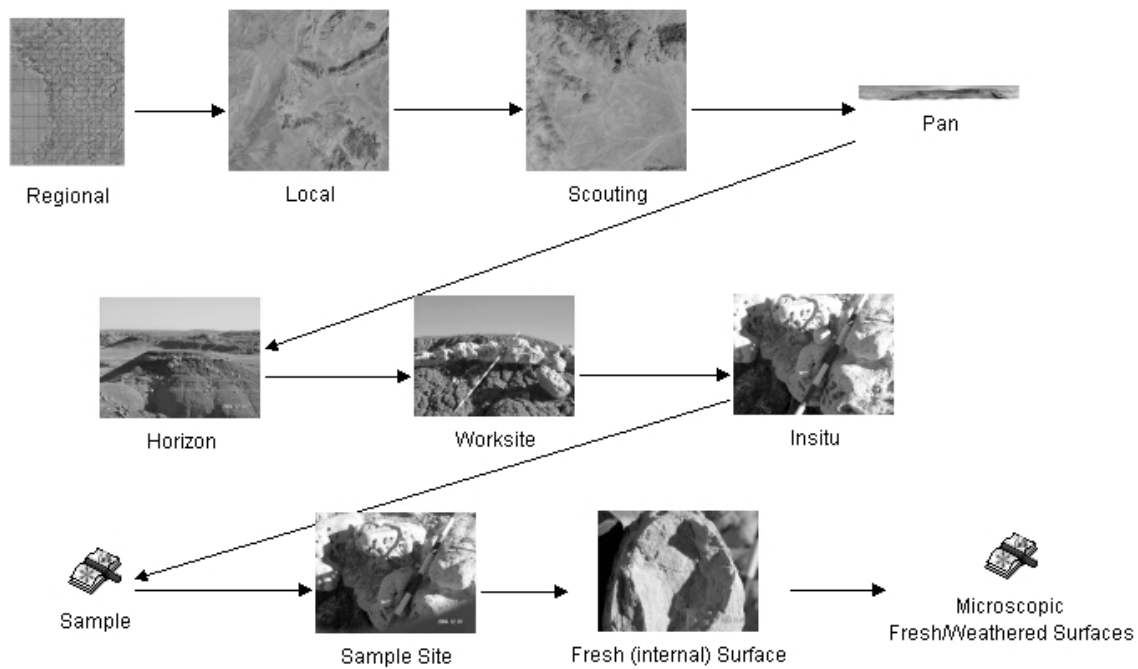 Regional
Local
Scouting
Pan
Horizon
Worksite
Insitu
Sample
Sample Site
Fresh (internal) Surface
Microscopic
Fresh/Weathered Surfaces